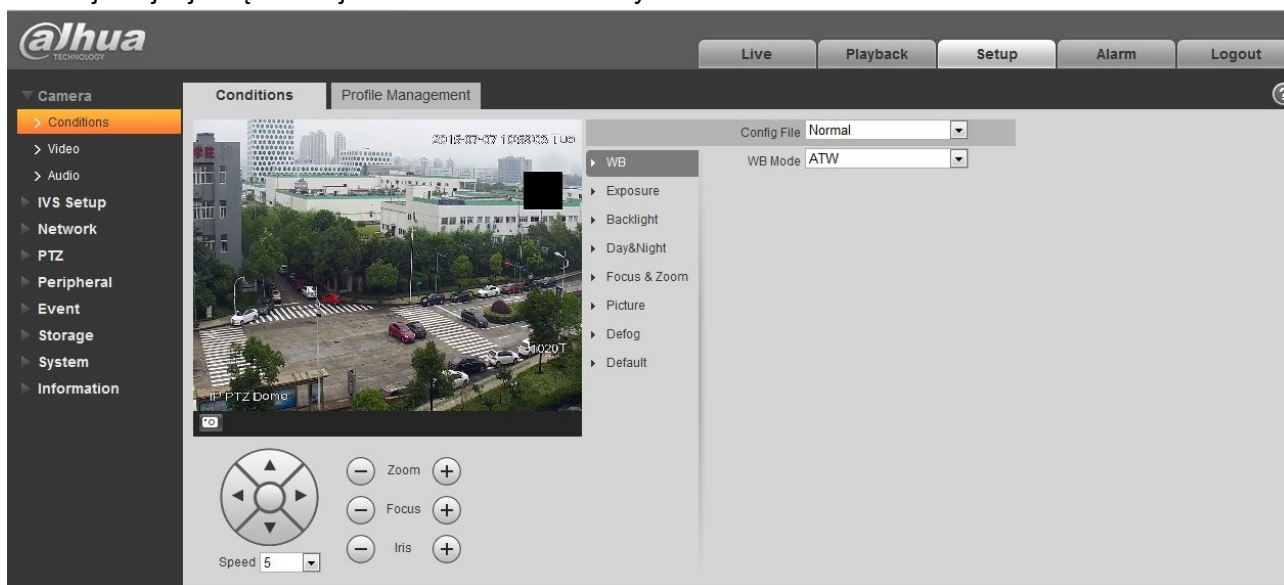 alhua
TECHNOLOGY
Live
Playback
Setup
Alarm
Logout
Camera
Conditions
Video
Audio
IVS Setup
Network
PTZ
Peripheral
Event
Storage
System
Information
Conditions
Profile Management
IP PTZ Dome
Zoom
Focus
Iris
Speed 5
WB
Exposure
Backlight
Day&Night
Focus & Zoom
Picture
Defog
Default
Config File Normal
WB Mode ATW